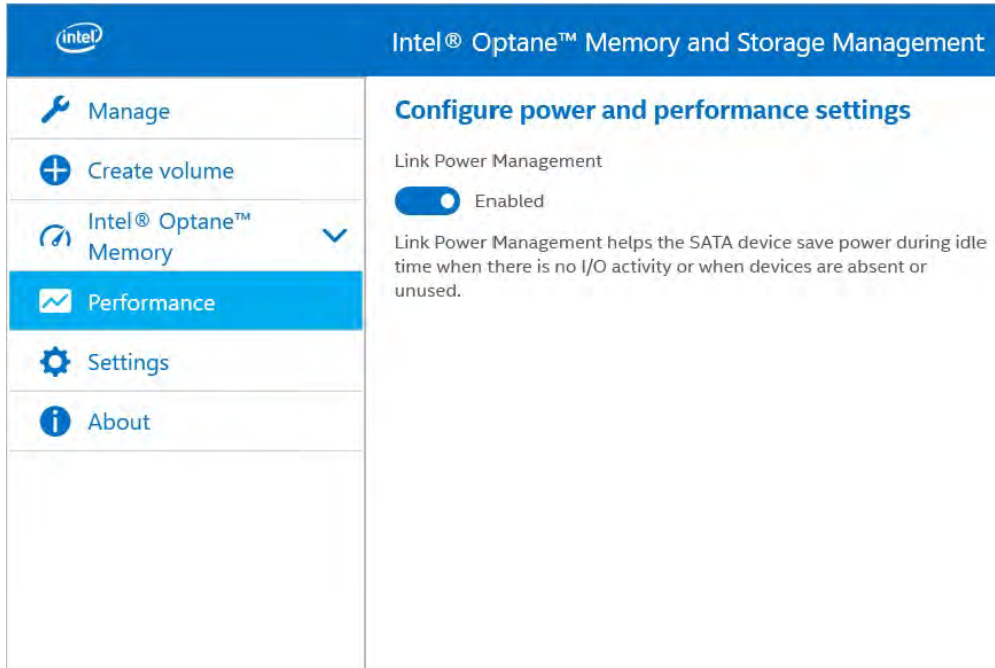 intel
Intel® Optane™ Memory and Storage Management
Manage
Create volume
Intel® Optane™
Memory
Performance
Settings
About
Configure power and performance settings
Link Power Management
Enabled
Link Power Management helps the SATA device save power during idle
time when there is no I/O activity or when devices are absent or
unused.